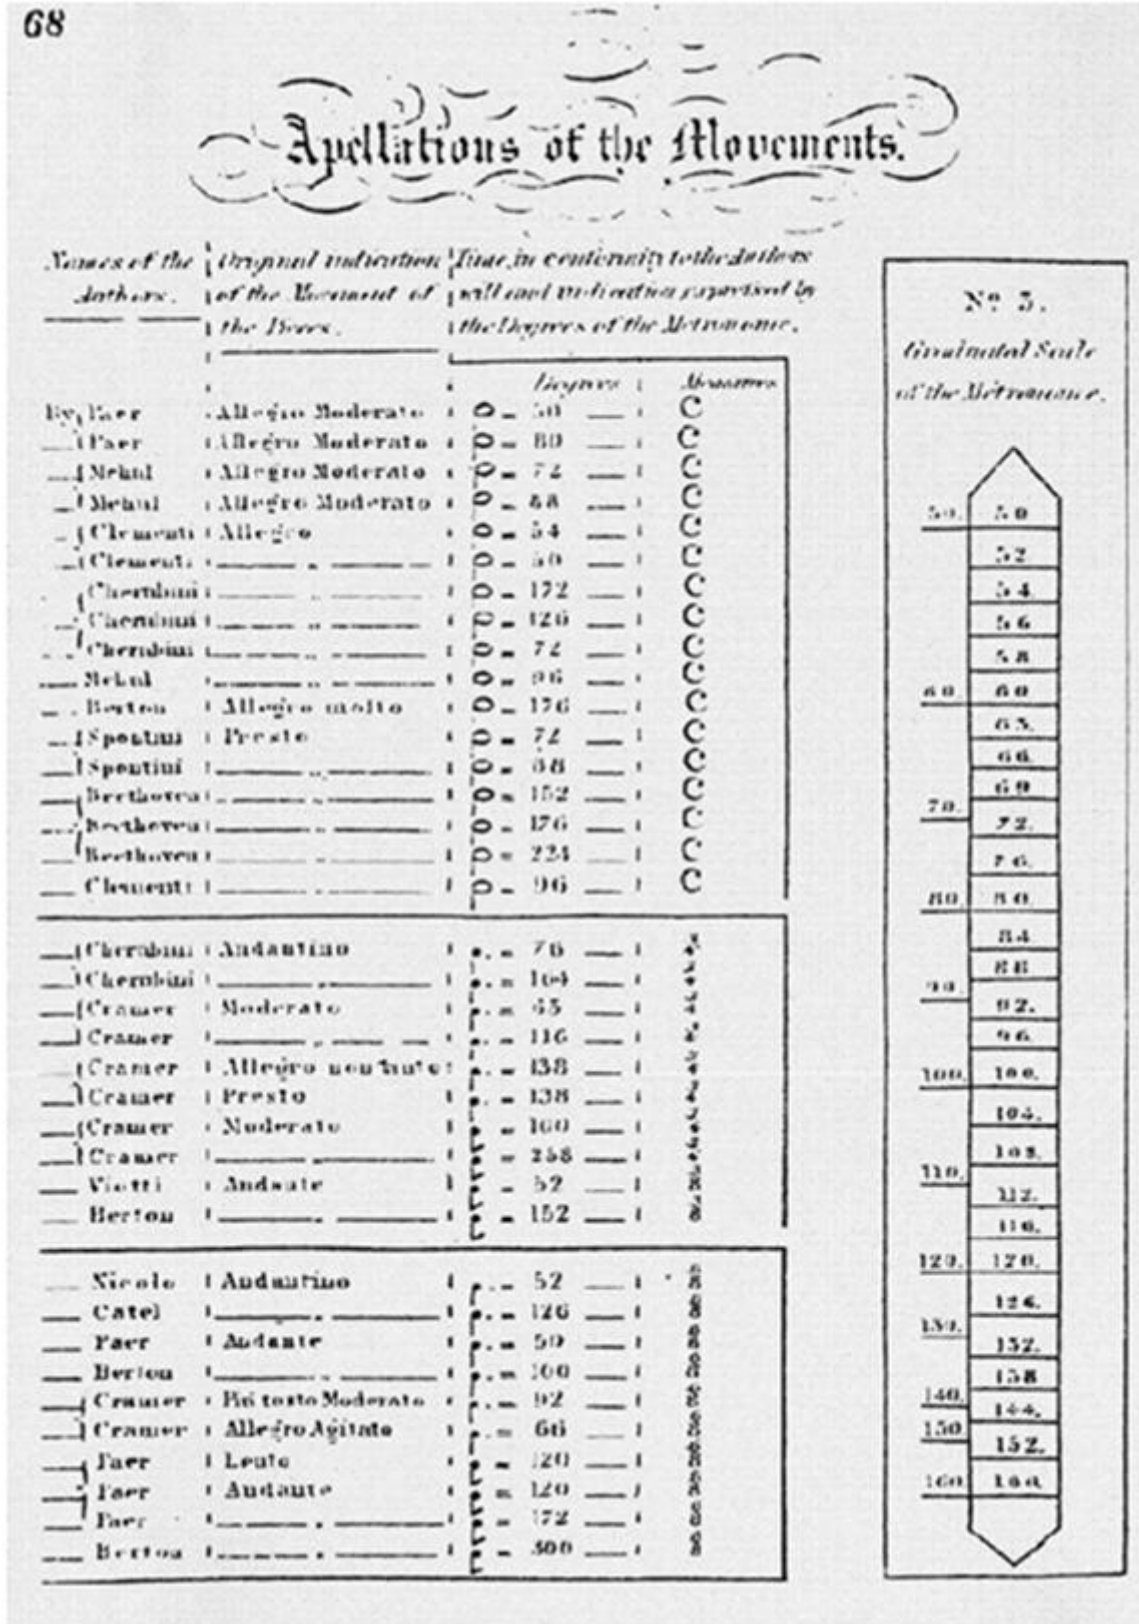 68
Apellations of the Movements.
Names of the Authors. Original indication of the Movement of the Pieces. Time, in conformity to the Authors will and indication expressed by the Degrees of the Metronome.
Degrees Measures
By Paer Allegro Moderato = 50 C
Paer Allegro Moderato = 80 C
Mehul Allegro Moderato = 72 C
Mehul Allegro Moderato = 88 C
Clementi Allegro = 54 C
Clementi — „ — = 50 C
Cherubini — „ — = 172 C
Cherubini — „ — = 126 C
Cherubini — „ — = 72 C
Mehul — „ — = 96 C
Berton Allegro molto = 176 C
Spontini Presto = 72 C
Spontini — „ — = 88 C
Beethoven — „ — = 152 C
Beethoven — „ — = 176 C
Beethoven — „ — = 224 C
Clementi — „ — = 96 C
Cherubini Andantino = 76
Cherubini — „ — = 104
Cramer Moderato = 63
Cramer — „ — = 116
Cramer Allegro non tanto = 138
Cramer Presto = 138
Cramer Moderato = 100
Cramer — „ — =
Viotti Andante = 52
Berton — „ — = 152
Nicolo Andantino = 52
Catel — „ — = 126
Paer Andante = 50
Berton — „ — = 100
Cramer Piú tosto Moderato = 92
Cramer Allegro Agitato = 66
Paer Lento = 120
Paer Andante = 120
Paer — „ — = 172
Berton — „ — = 300
No. 3.
Graduated Scale
of the Métronome.
50. 50
52
54
56
58
60 60
63.
66.
69
70. 72.
76.
80. 80.
84
88
90. 92.
96.
100. 100.
104.
108.
110. 112.
116.
120. 120.
126.
130. 132.
138
140. 144.
150. 152.
160 160.